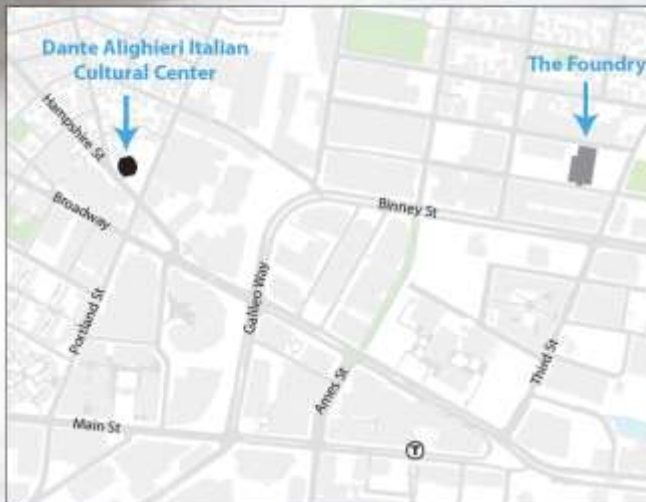 Dante Alighieri Italian
Cultural Center
The Foundry
Hampshire St
Broadway
Binney St
Galileo Way
Portland St
Ames St
Third St
Main St
T